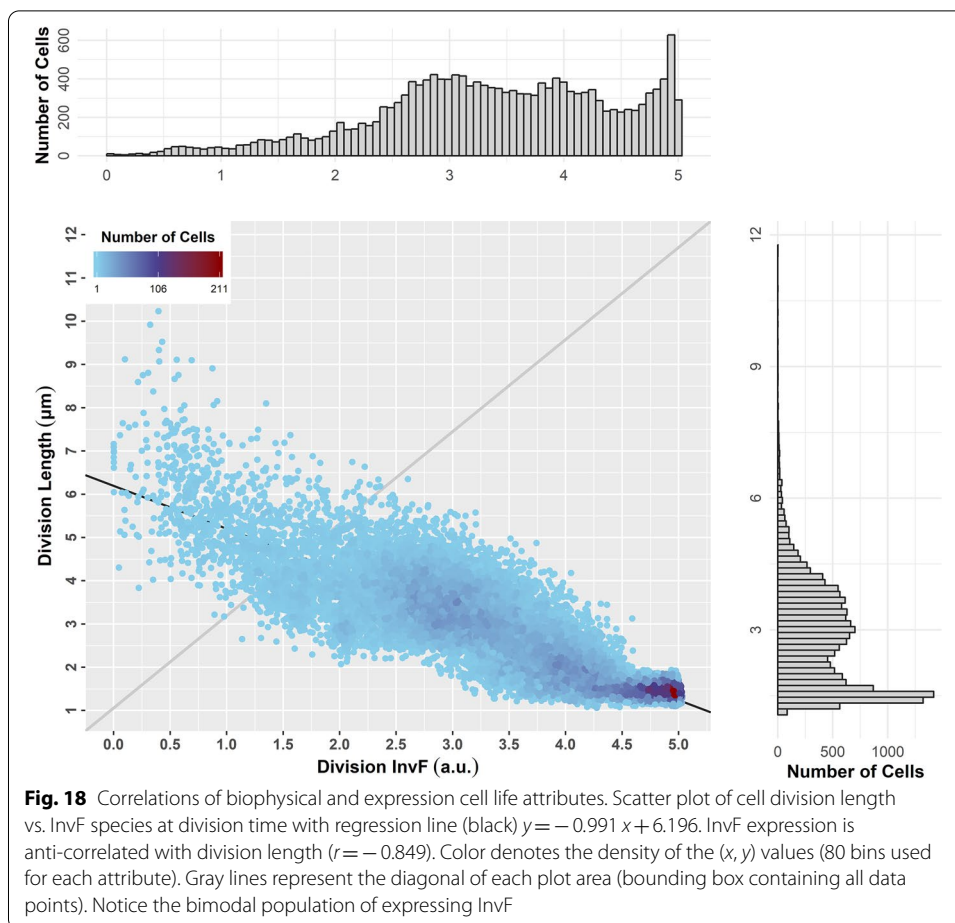 Number of Cells
600
400
200
0
0 1 2 3 4 5
Number of Cells
1 106 211
12
11
10
9
8
7
6
5
4
3
2
1
Division Length (µm)
0.0 0.5 1.0 1.5 2.0 2.5 3.0 3.5 4.0 4.5 5.0
Division InvF (a.u.)
12
9
6
3
0 500 1000
Number of Cells
Fig. 18 Correlations of biophysical and expression cell life attributes. Scatter plot of cell division length
vs. InvF species at division time with regression line (black) y = − 0.991 x + 6.196. InvF expression is
anti-correlated with division length (r = − 0.849). Color denotes the density of the (x, y) values (80 bins used
for each attribute). Gray lines represent the diagonal of each plot area (bounding box containing all data
points). Notice the bimodal population of expressing InvF